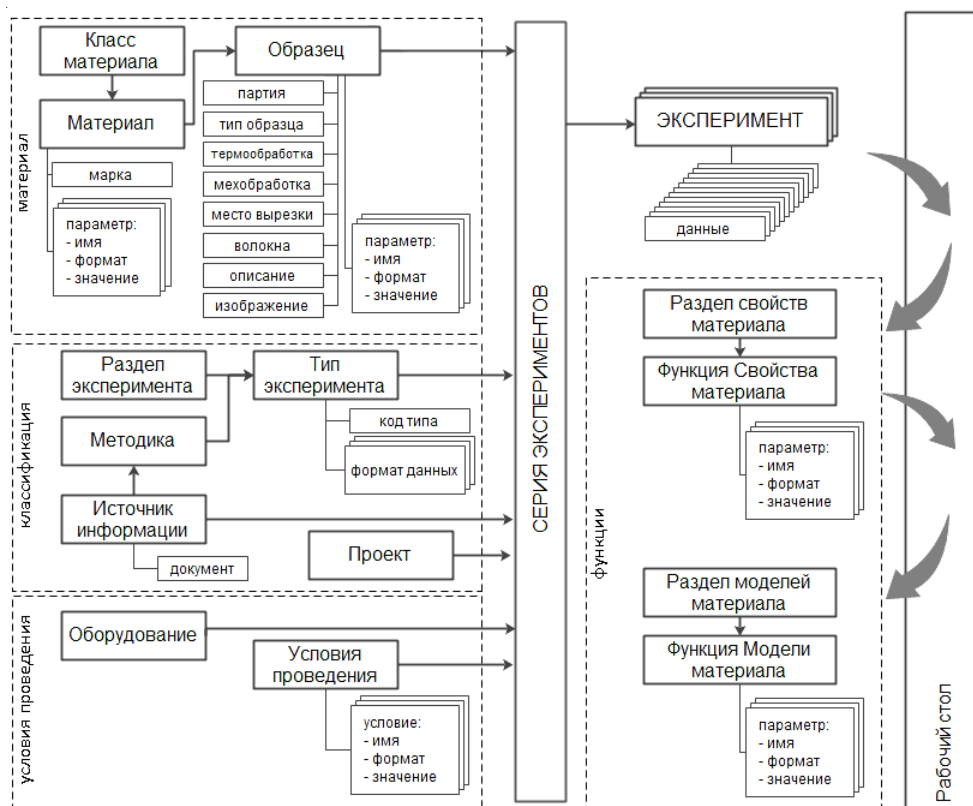 Класс
материала
Образец
Материал
партия
тип образца
термообработка
мехобработка
место вырезки
волокна
описание
изображение
марка
параметр:
- имя
- формат
- значение
параметр:
- имя
- формат
- значение
материал
Раздел
эксперимента
Тип
эксперимента
Методика
код типа
формат данных
Источник
информации
документ
Проект
классификация
Оборудование
Условия
проведения
условие:
- имя
- формат
- значение
условия проведения
СЕРИЯ ЭКСПЕРИМЕНТОВ
ЭКСПЕРИМЕНТ
данные
Раздел свойств
материала
Функция Свойства
материала
параметр:
- имя
- формат
- значение
Раздел моделей
материала
Функция Модели
материала
параметр:
- имя
- формат
- значение
функции
Рабочий стол